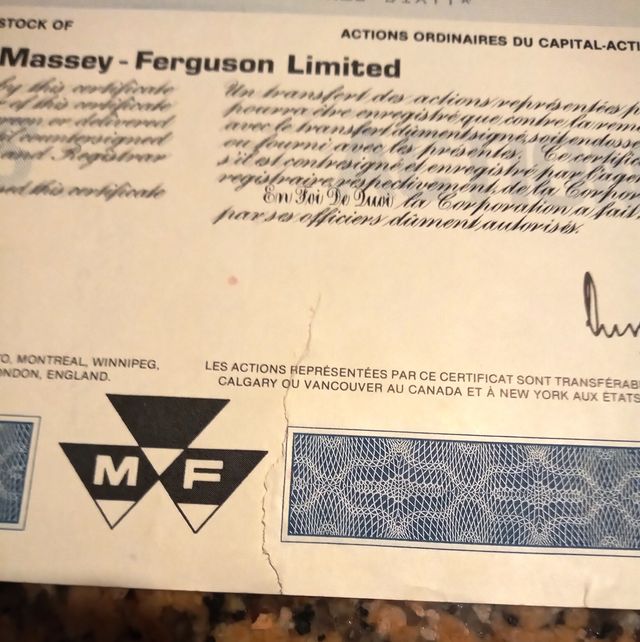 STOCK OF
ACTIONS ORDINAIRES DU CAPITAL-ACTI
Massey-Ferguson Limited
by this certificate
of this certificate
or delivered
countersigned
and Registrar
this certificate
Un transfert des actions représentées p
pourra être enregistré que contre la rem
avec le transfert dûment signé, soit endossé
ou fourni avec les présentes. Ce certific
s'il est contresigné et enregistré par l'agen
registraire, respectivement, de la Corpor
En Foi De Quoi la Corporation a fait
par ses officiers dûment autorisés.
TO, MONTREAL, WINNIPEG,
ONDON, ENGLAND.
LES ACTIONS REPRÉSENTÉES PAR CE CERTIFICAT SONT TRANSFÉRAB
CALGARY OU VANCOUVER AU CANADA ET À NEW YORK AUX ÉTATS
M F